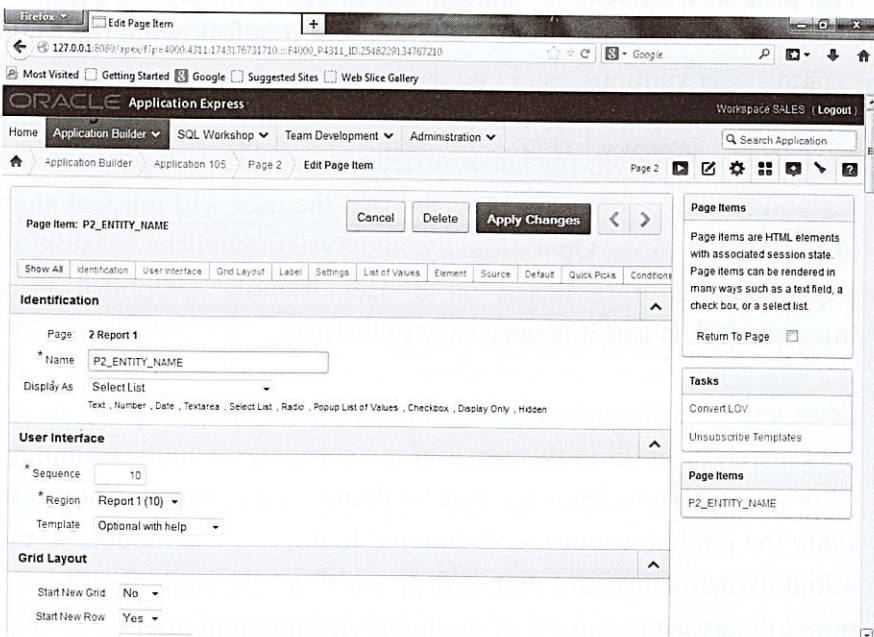 Firefox
Edit Page Item
+
127.0.0.1:8080/apex/f?p=4000:4311:1743176731710::::F4000_P4311_ID:2548229134767210
Google
Most Visited Getting Started Google Suggested Sites Web Slice Gallery
ORACLE Application Express
Workspace SALES (Logout)
Home Application Builder SQL Workshop Team Development Administration
Search Application
Application Builder Application 105 Page 2 Edit Page Item
Page 2
Page Item: P2_ENTITY_NAME
Cancel Delete Apply Changes < >
Show All Identification User Interface Grid Layout Label Settings List of Values Element Source Default Quick Picks Conditions
Identification
Page: 2 Report 1
* Name P2_ENTITY_NAME
Display As Select List
Text , Number , Date , Textarea , Select List , Radio , Popup List of Values , Checkbox , Display Only , Hidden
User Interface
* Sequence 10
* Region Report 1 (10)
Template Optional with help
Grid Layout
Start New Grid No
Start New Row Yes
Page Items
Page items are HTML elements
with associated session state.
Page items can be rendered in
many ways such as a text field, a
check box, or a select list.
Return To Page
Tasks
Convert LOV
Unsubscribe Templates
Page Items
P2_ENTITY_NAME